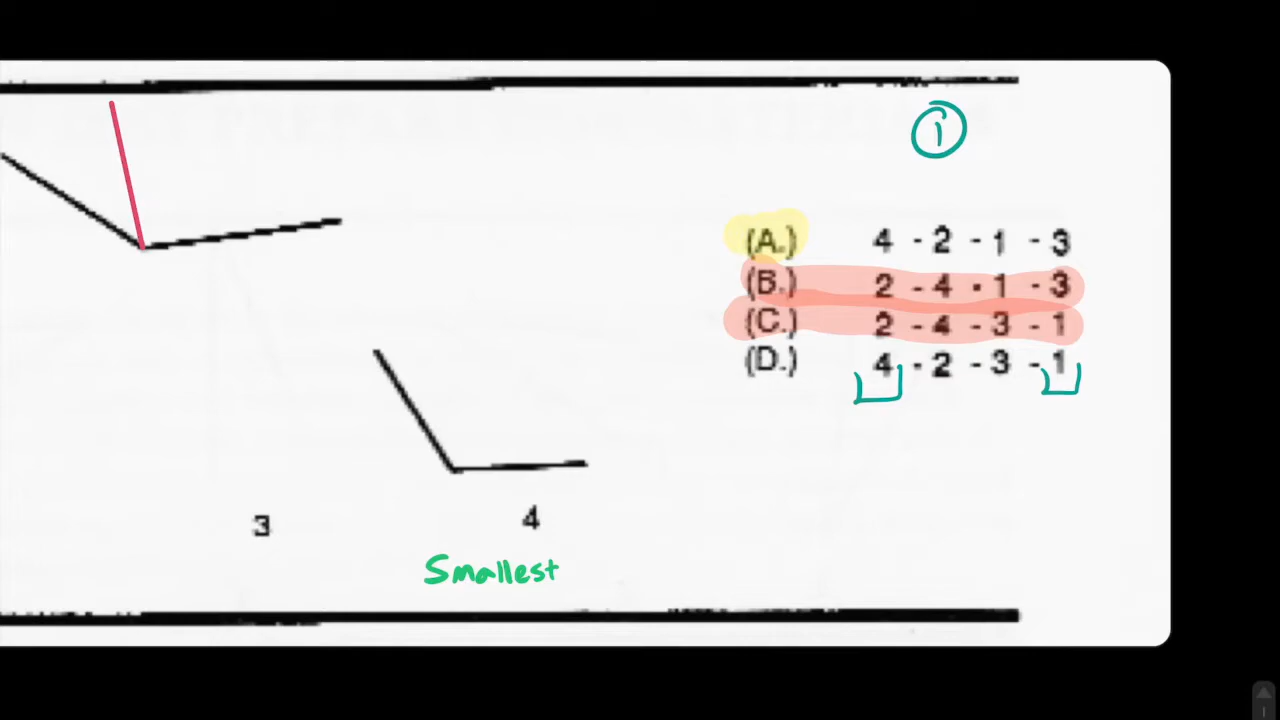 1
(A.) 4 - 2 - 1 - 3
(B.) 2 - 4 - 1 - 3
(C.) 2 - 4 - 3 - 1
(D.) 4 - 2 - 3 - 1
3
4
Smallest